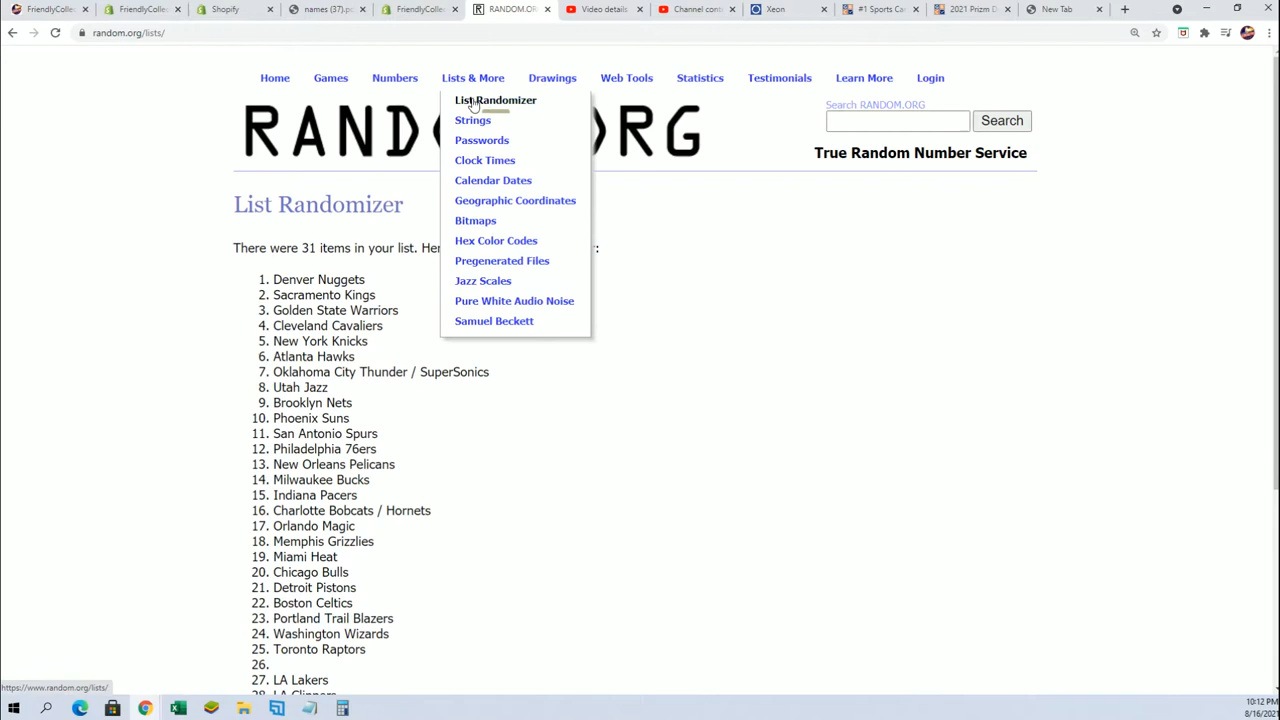 FriendlyCollec
FriendlyCollec
Shopify
names (37).pc
FriendlyCollec
RANDOM.OR
Video details
Channel conte
Xeon
#1 Sports Ca
2021 Prizm D
New Tab
random.org/lists/
Home Games Numbers Lists & More Drawings Web Tools Statistics Testimonials Learn More Login
List Randomizer
Strings
Passwords
Clock Times
Calendar Dates
Geographic Coordinates
Bitmaps
Hex Color Codes
Pregenerated Files
Jazz Scales
Pure White Audio Noise
Samuel Beckett
Search RANDOM.ORG
Search
True Random Number Service
List Randomizer
There were 31 items in your list. Her
:
1. Denver Nuggets
2. Sacramento Kings
3. Golden State Warriors
4. Cleveland Cavaliers
5. New York Knicks
6. Atlanta Hawks
7. Oklahoma City Thunder / SuperSonics
8. Utah Jazz
9. Brooklyn Nets
10. Phoenix Suns
11. San Antonio Spurs
12. Philadelphia 76ers
13. New Orleans Pelicans
14. Milwaukee Bucks
15. Indiana Pacers
16. Charlotte Bobcats / Hornets
17. Orlando Magic
18. Memphis Grizzlies
19. Miami Heat
20. Chicago Bulls
21. Detroit Pistons
22. Boston Celtics
23. Portland Trail Blazers
24. Washington Wizards
25. Toronto Raptors
26.
27. LA Lakers
28. LA Clippers
https://www.random.org/lists/
10:12 PM
8/16/2021